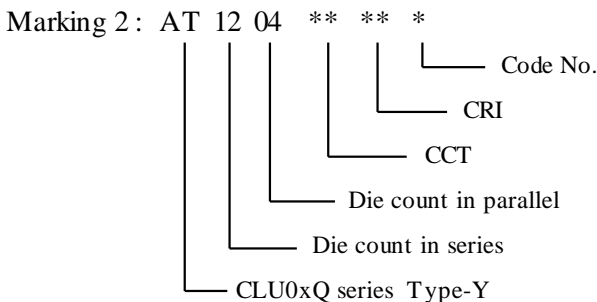 Marking 2 : AT 12 04 ** ** *
Code No.
CRI
CCT
Die count in parallel
Die count in series
CLU0xQ series Type-Y